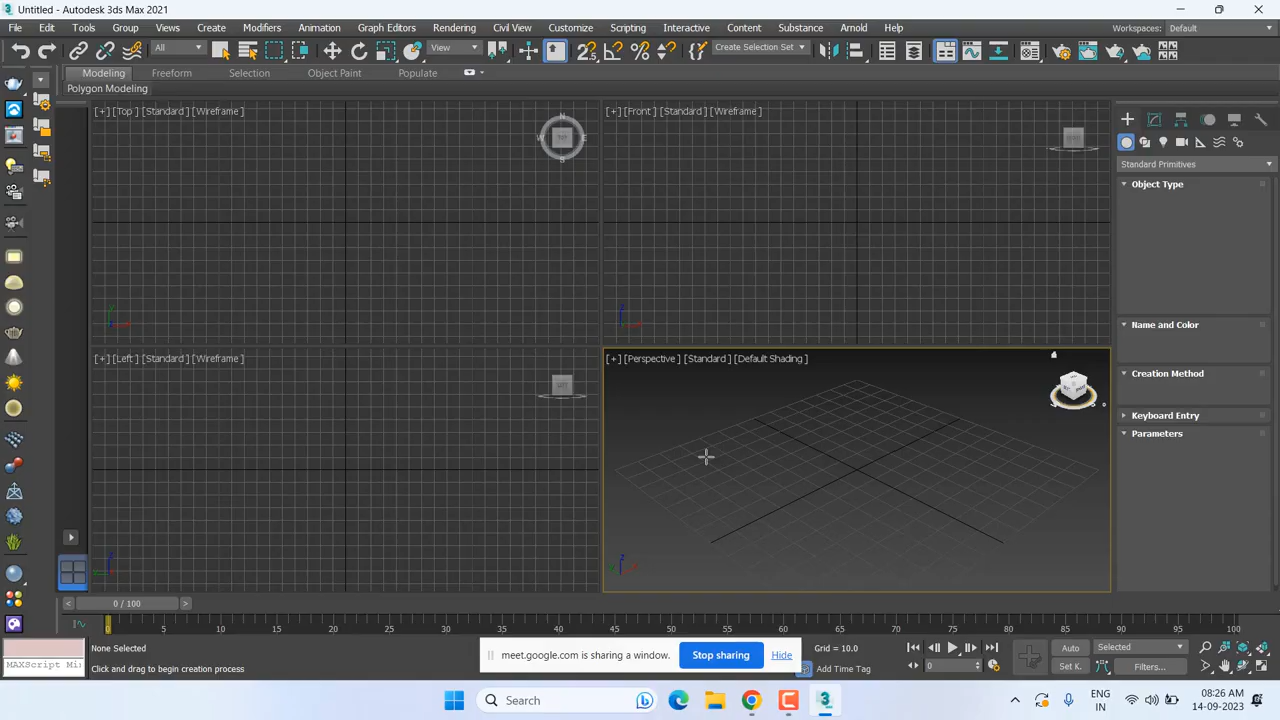 Untitled - Autodesk 3ds Max 2021
File Edit Tools Group Views Create Modifiers Animation Graph Editors Rendering Civil View Customize Scripting Interactive Content Substance Arnold Help Workspaces: Default
All View Create Selection Set
Modeling Freeform Selection Object Paint Populate
Polygon Modeling
[+] [Top ] [Standard ] [Wireframe ]
[+] [Front ] [Standard ] [Wireframe ]
Standard Primitives
Object Type
Name and Color
Creation Method
Keyboard Entry
Parameters
[+] [Left ] [Standard ] [Wireframe ]
[+] [Perspective ] [Standard ] [Default Shading ]
0 / 100
0 5 10 15 20 25 30 35 40 45 50 55 60 65 70 75 80 85 90 95 100
None Selected
Click and drag to begin creation process
MAXScript Mi
meet.google.com is sharing a window. Stop sharing Hide
Grid = 10.0
Add Time Tag
Auto Selected
Set K. Filters...
0
Search
ENG
IN
08:26 AM
14-09-2023